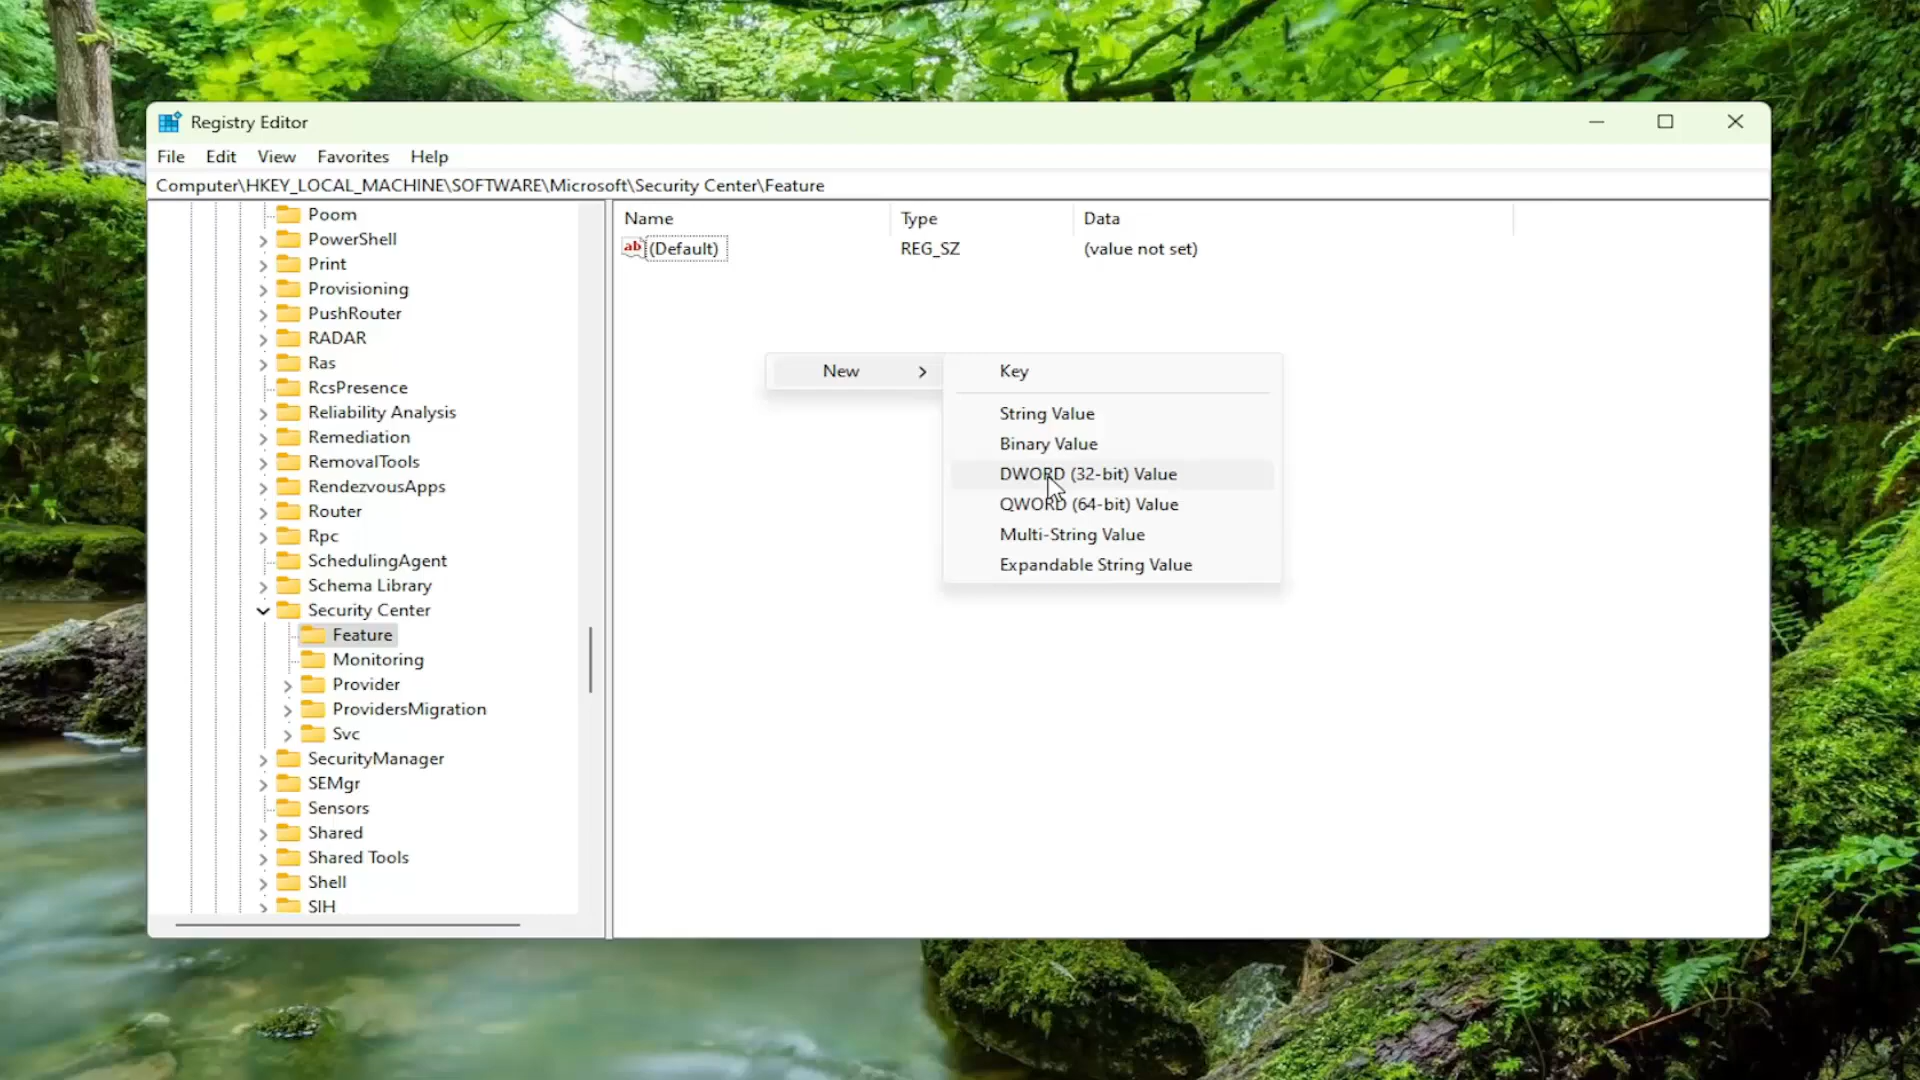 Registry Editor
File Edit View Favorites Help
Computer\HKEY_LOCAL_MACHINE\SOFTWARE\Microsoft\Security Center\Feature
Poom
PowerShell
Print
Provisioning
PushRouter
RADAR
Ras
RcsPresence
Reliability Analysis
Remediation
RemovalTools
RendezvousApps
Router
Rpc
SchedulingAgent
Schema Library
Security Center
Feature
Monitoring
Provider
ProvidersMigration
Svc
SecurityManager
SEMgr
Sensors
Shared
Shared Tools
Shell
SIH
Name Type Data
ab (Default) REG_SZ (value not set)
New
Key
String Value
Binary Value
DWORD (32-bit) Value
QWORD (64-bit) Value
Multi-String Value
Expandable String Value